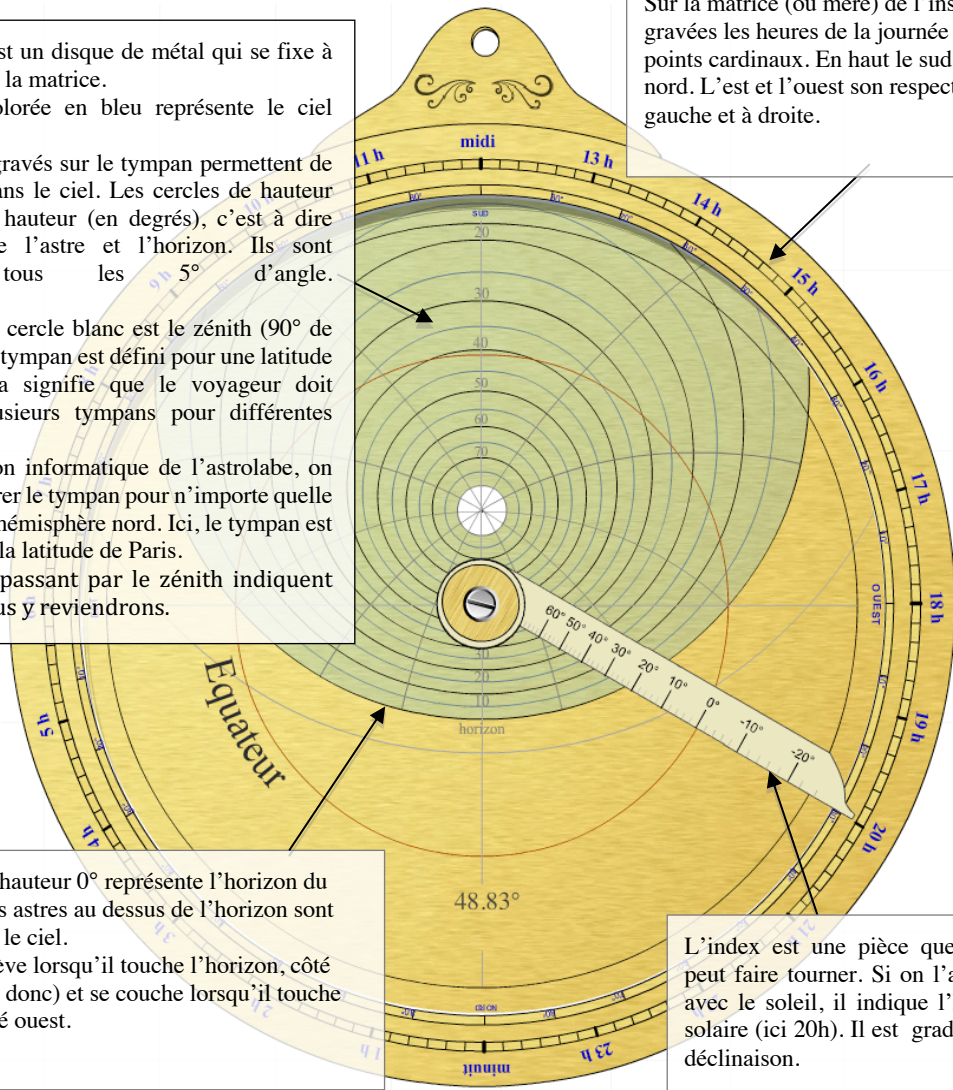 est un disque de métal qui se fixe à
la matrice.
colorée en bleu représente le ciel
gravés sur le tympan permettent de
dans le ciel. Les cercles de hauteur
hauteur (en degrés), c'est à dire
l'astre et l'horizon. Ils sont
tous les 5° d'angle.
cercle blanc est le zénith (90° de
tympan est défini pour une latitude
signifie que le voyageur doit
plusieurs tympans pour différentes
informatique de l'astrolabe, on
le tympan pour n'importe quelle
hémisphère nord. Ici, le tympan est
la latitude de Paris.
passant par le zénith indiquent
y reviendrons.
Sur la matrice (ou mère) de l'ins
gravées les heures de la journée
points cardinaux. En haut le sud
nord. L'est et l'ouest son respect
gauche et à droite.
midi
13 h
14 h
15 h
16 h
17 h
18 h
19 h
20 h
21 h
23 h
minuit
1 h
2 h
3 h
4 h
5 h
9 h
10 h
11 h
SUD
OUEST
NORD
20
30
40
50
60
70
30
20
10
horizon
60° 50° 40° 30° 20° 10° 0° -10° -20°
Equateur
48.83°
hauteur 0° représente l'horizon du
astres au dessus de l'horizon sont
le ciel.
lorsqu'il touche l'horizon, côté
donc) et se couche lorsqu'il touche
ouest.
L'index est une pièce que
peut faire tourner. Si on l'a
avec le soleil, il indique l'
solaire (ici 20h). Il est grad
déclinaison.